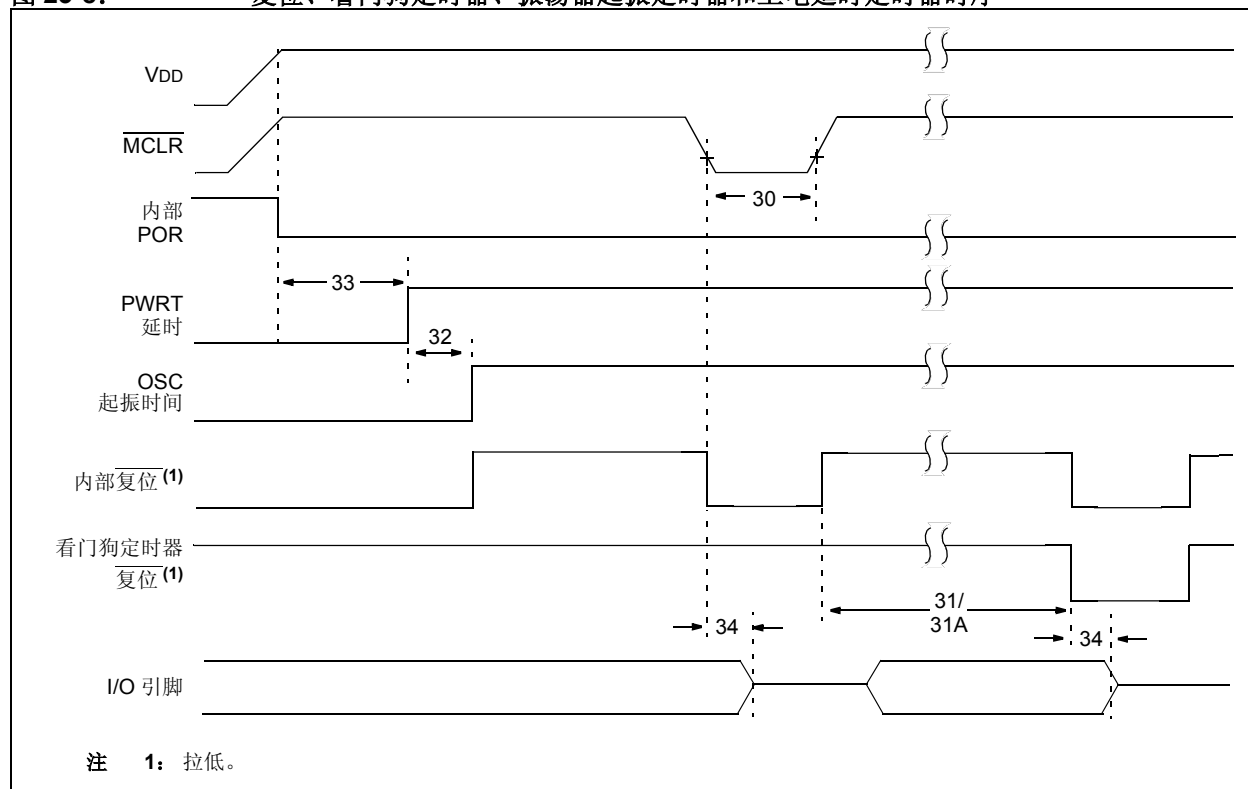 VDD
MCLR
30
内部
POR
33
PWRT
延时
32
OSC
起振时间
内部复位(1)
看门狗定时器
复位(1)
31/
31A
34
34
I/O 引脚
注 1: 拉低。